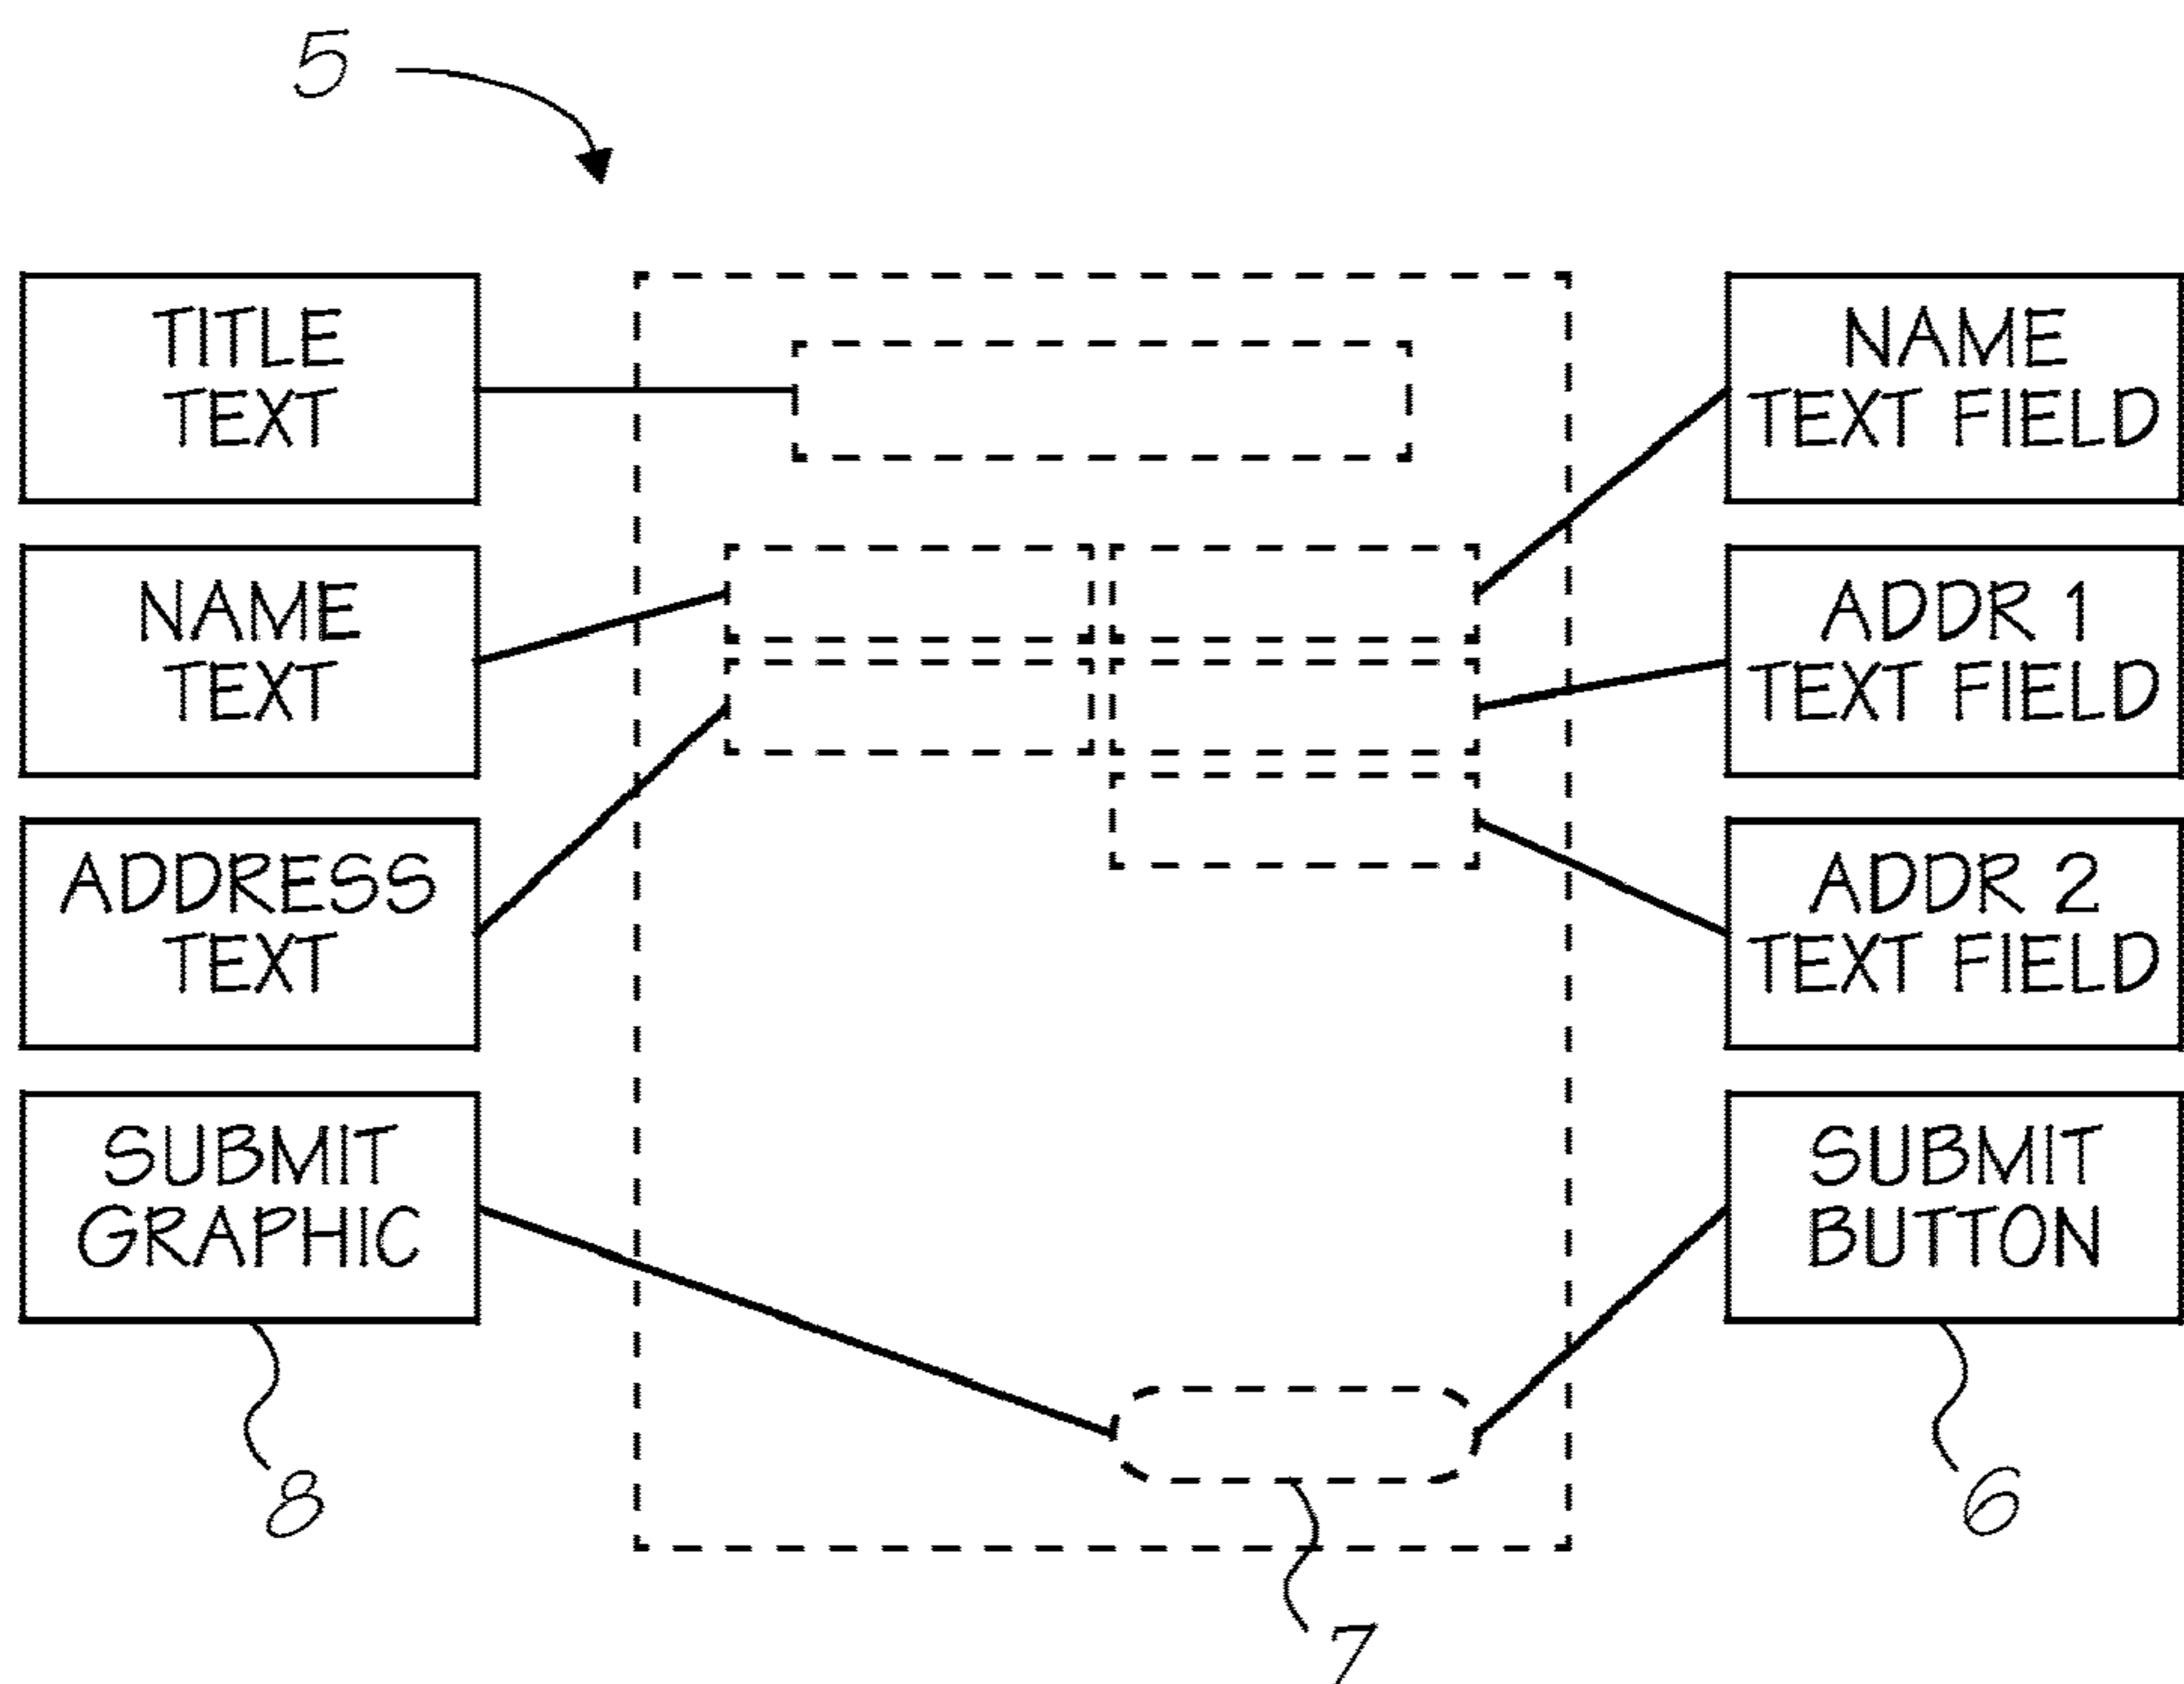 5
TITLE
TEXT
NAME
TEXT
ADDRESS
TEXT
SUBMIT
GRAPHIC
8
NAME
TEXT FIELD
ADDR 1
TEXT FIELD
ADDR 2
TEXT FIELD
SUBMIT
BUTTON
6
7